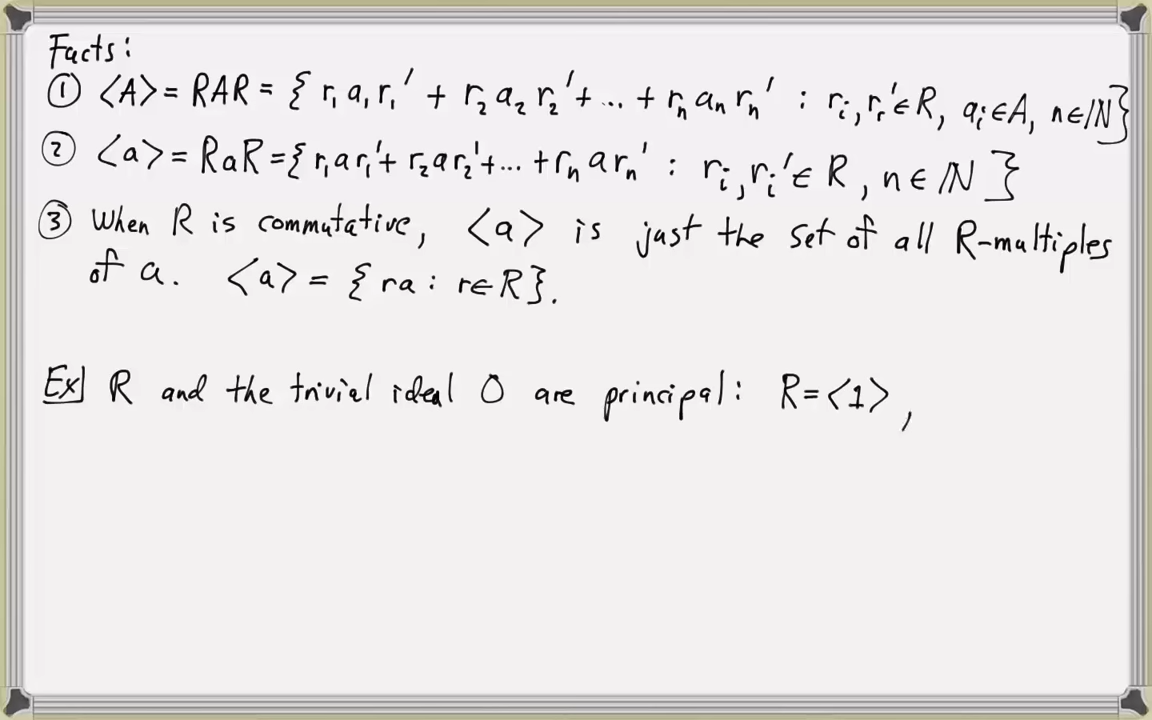 Facts:
① <A> = RAR = { r₁a₁r₁' + r₂a₂r₂' + ... + rₙaₙrₙ' : rᵢ, rᵣ' ∈ R, aᵢ ∈ A, n ∈ ℕ}
② <a> = RaR = { r₁ar₁' + r₂ar₂' + ... + rₙarₙ' : rᵢ, rᵢ' ∈ R, n ∈ ℕ }
③ When R is commutative, <a> is just the set of all R-multiples
of a. <a> = { ra : r ∈ R }.
Ex] R and the trivial ideal 0 are principal: R = <1>,